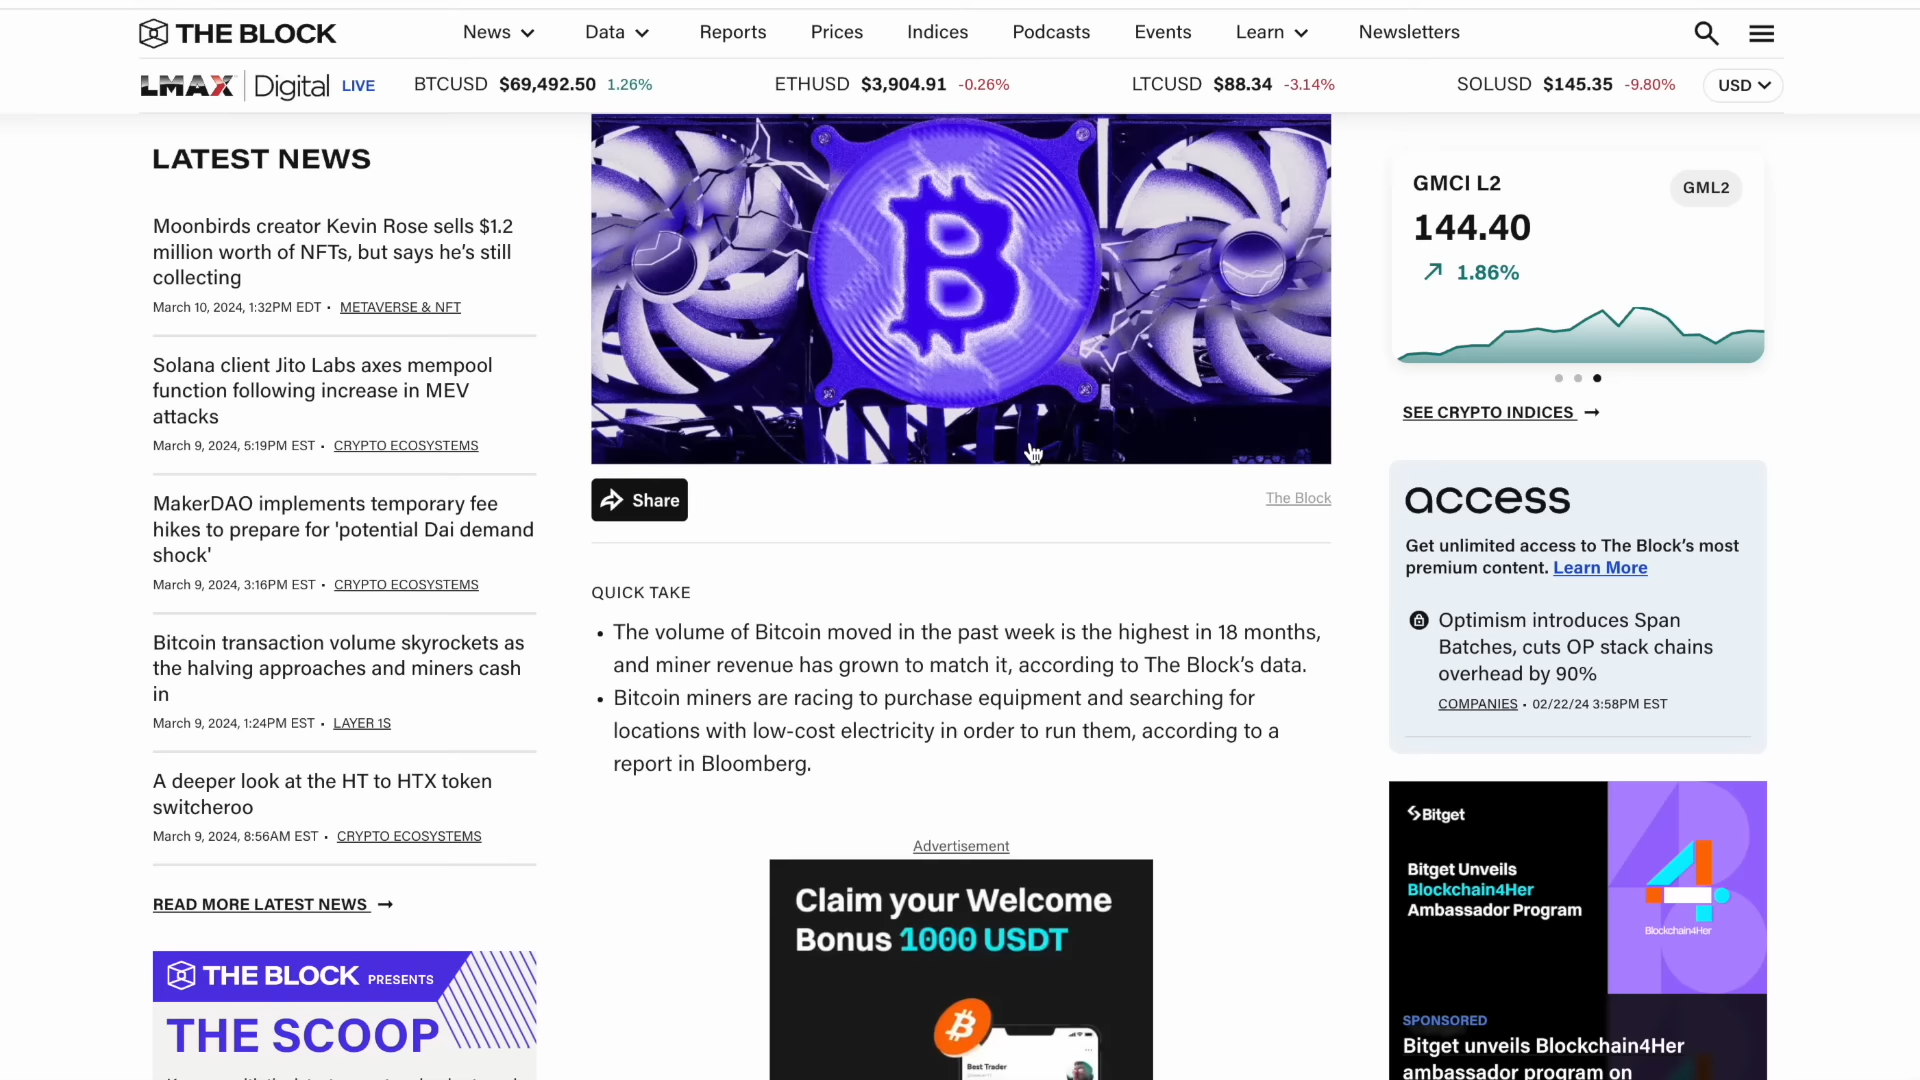 THE BLOCK
News
Data
Reports
Prices
Indices
Podcasts
Events
Learn
Newsletters
LMAX Digital LIVE
BTCUSD $69,492.50 1.26%
ETHUSD $3,904.91 -0.26%
LTCUSD $88.34 -3.14%
SOLUSD $145.35 -9.80%
USD
LATEST NEWS
Moonbirds creator Kevin Rose sells $1.2
million worth of NFTs, but says he’s still
collecting
March 10, 2024, 1:32PM EDT • METAVERSE & NFT
Solana client Jito Labs axes mempool
function following increase in MEV
attacks
March 9, 2024, 5:19PM EST • CRYPTO ECOSYSTEMS
MakerDAO implements temporary fee
hikes to prepare for 'potential Dai demand
shock'
March 9, 2024, 3:16PM EST • CRYPTO ECOSYSTEMS
Bitcoin transaction volume skyrockets as
the halving approaches and miners cash
in
March 9, 2024, 1:24PM EST • LAYER 1S
A deeper look at the HT to HTX token
switcheroo
March 9, 2024, 8:56AM EST • CRYPTO ECOSYSTEMS
READ MORE LATEST NEWS →
THE BLOCK PRESENTS
THE SCOOP
Share
The Block
QUICK TAKE
• The volume of Bitcoin moved in the past week is the highest in 18 months,
and miner revenue has grown to match it, according to The Block’s data.
• Bitcoin miners are racing to purchase equipment and searching for
locations with low-cost electricity in order to run them, according to a
report in Bloomberg.
Advertisement
Claim your Welcome
Bonus 1000 USDT
Best Trader
GMCI L2
GML2
144.40
1.86%
SEE CRYPTO INDICES →
access
Get unlimited access to The Block’s most
premium content. Learn More
Optimism introduces Span
Batches, cuts OP stack chains
overhead by 90%
COMPANIES • 02/22/24 3:58PM EST
Bitget
Bitget Unveils
Blockchain4Her
Ambassador Program
Blockchain4Her
SPONSORED
Bitget unveils Blockchain4Her
ambassador program on